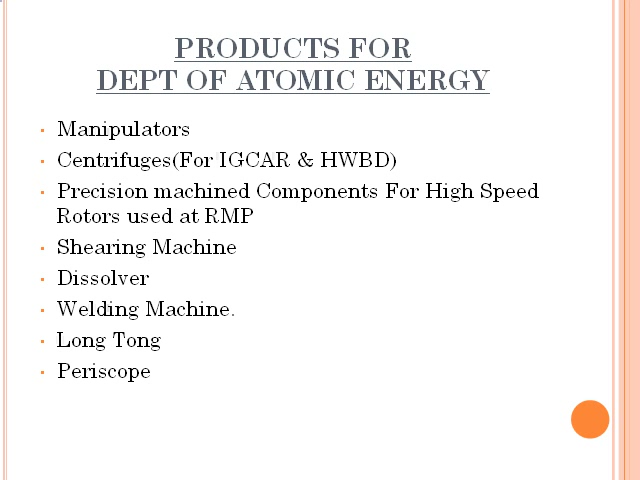 PRODUCTS FOR
DEPT OF ATOMIC ENERGY
Manipulators
Centrifuges(For IGCAR & HWBD)
Precision machined Components For High Speed
Rotors used at RMP
Shearing Machine
Dissolver
Welding Machine.
Long Tong
Periscope